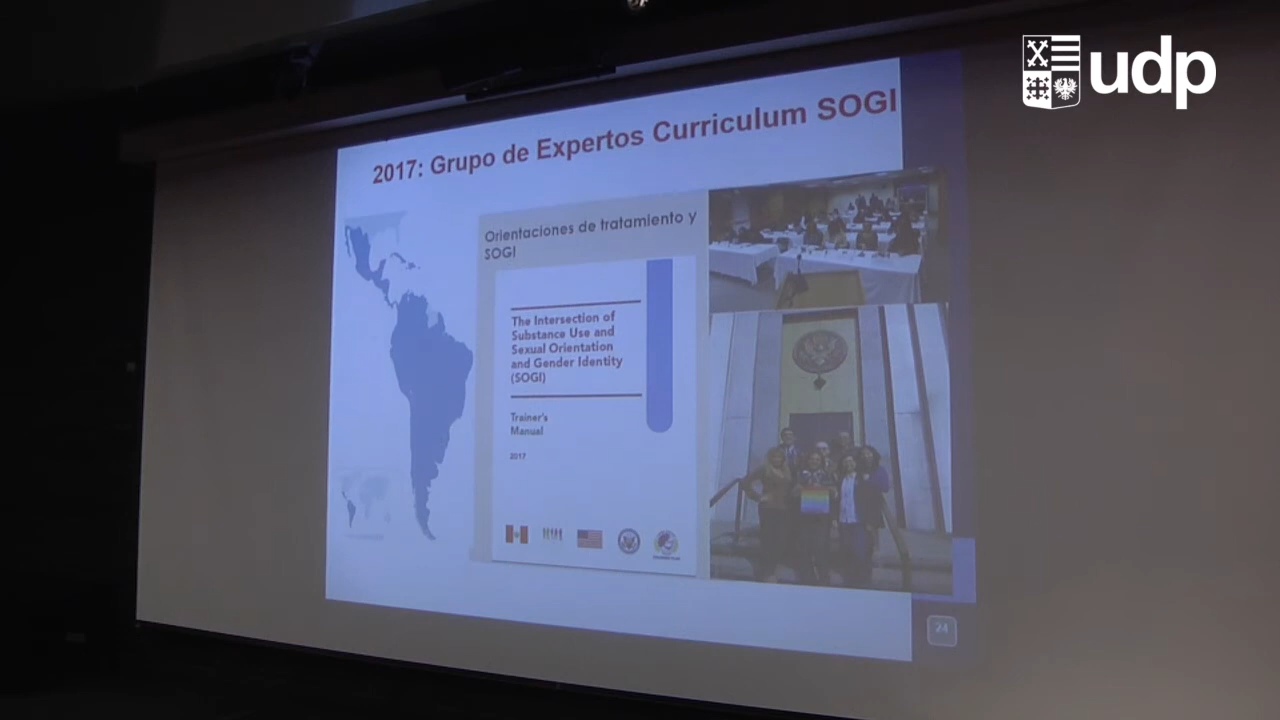 udp
2017: Grupo de Expertos Curriculum SOGI
Orientaciones de tratamiento y
SOGI
The Intersection of
Substance Use and
Sexual Orientation
and Gender Identity
(SOGI)
Trainer's
Manual
2017
24